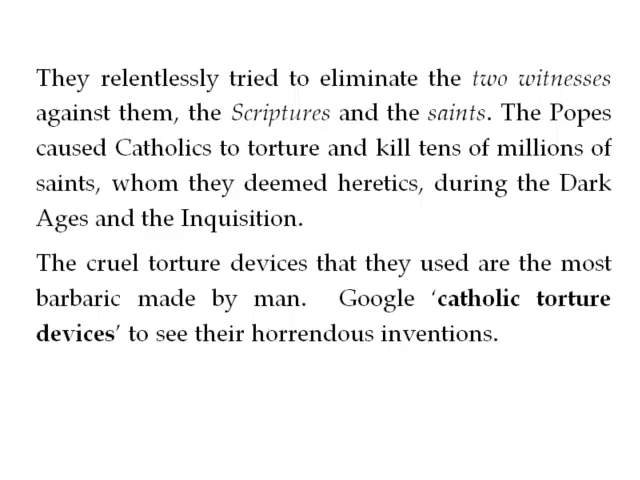 They relentlessly tried to eliminate the two witnesses
against them, the Scriptures and the saints. The Popes
caused Catholics to torture and kill tens of millions of
saints, whom they deemed heretics, during the Dark
Ages and the Inquisition.
The cruel torture devices that they used are the most
barbaric made by man. Google ‘catholic torture
devices’ to see their horrendous inventions.